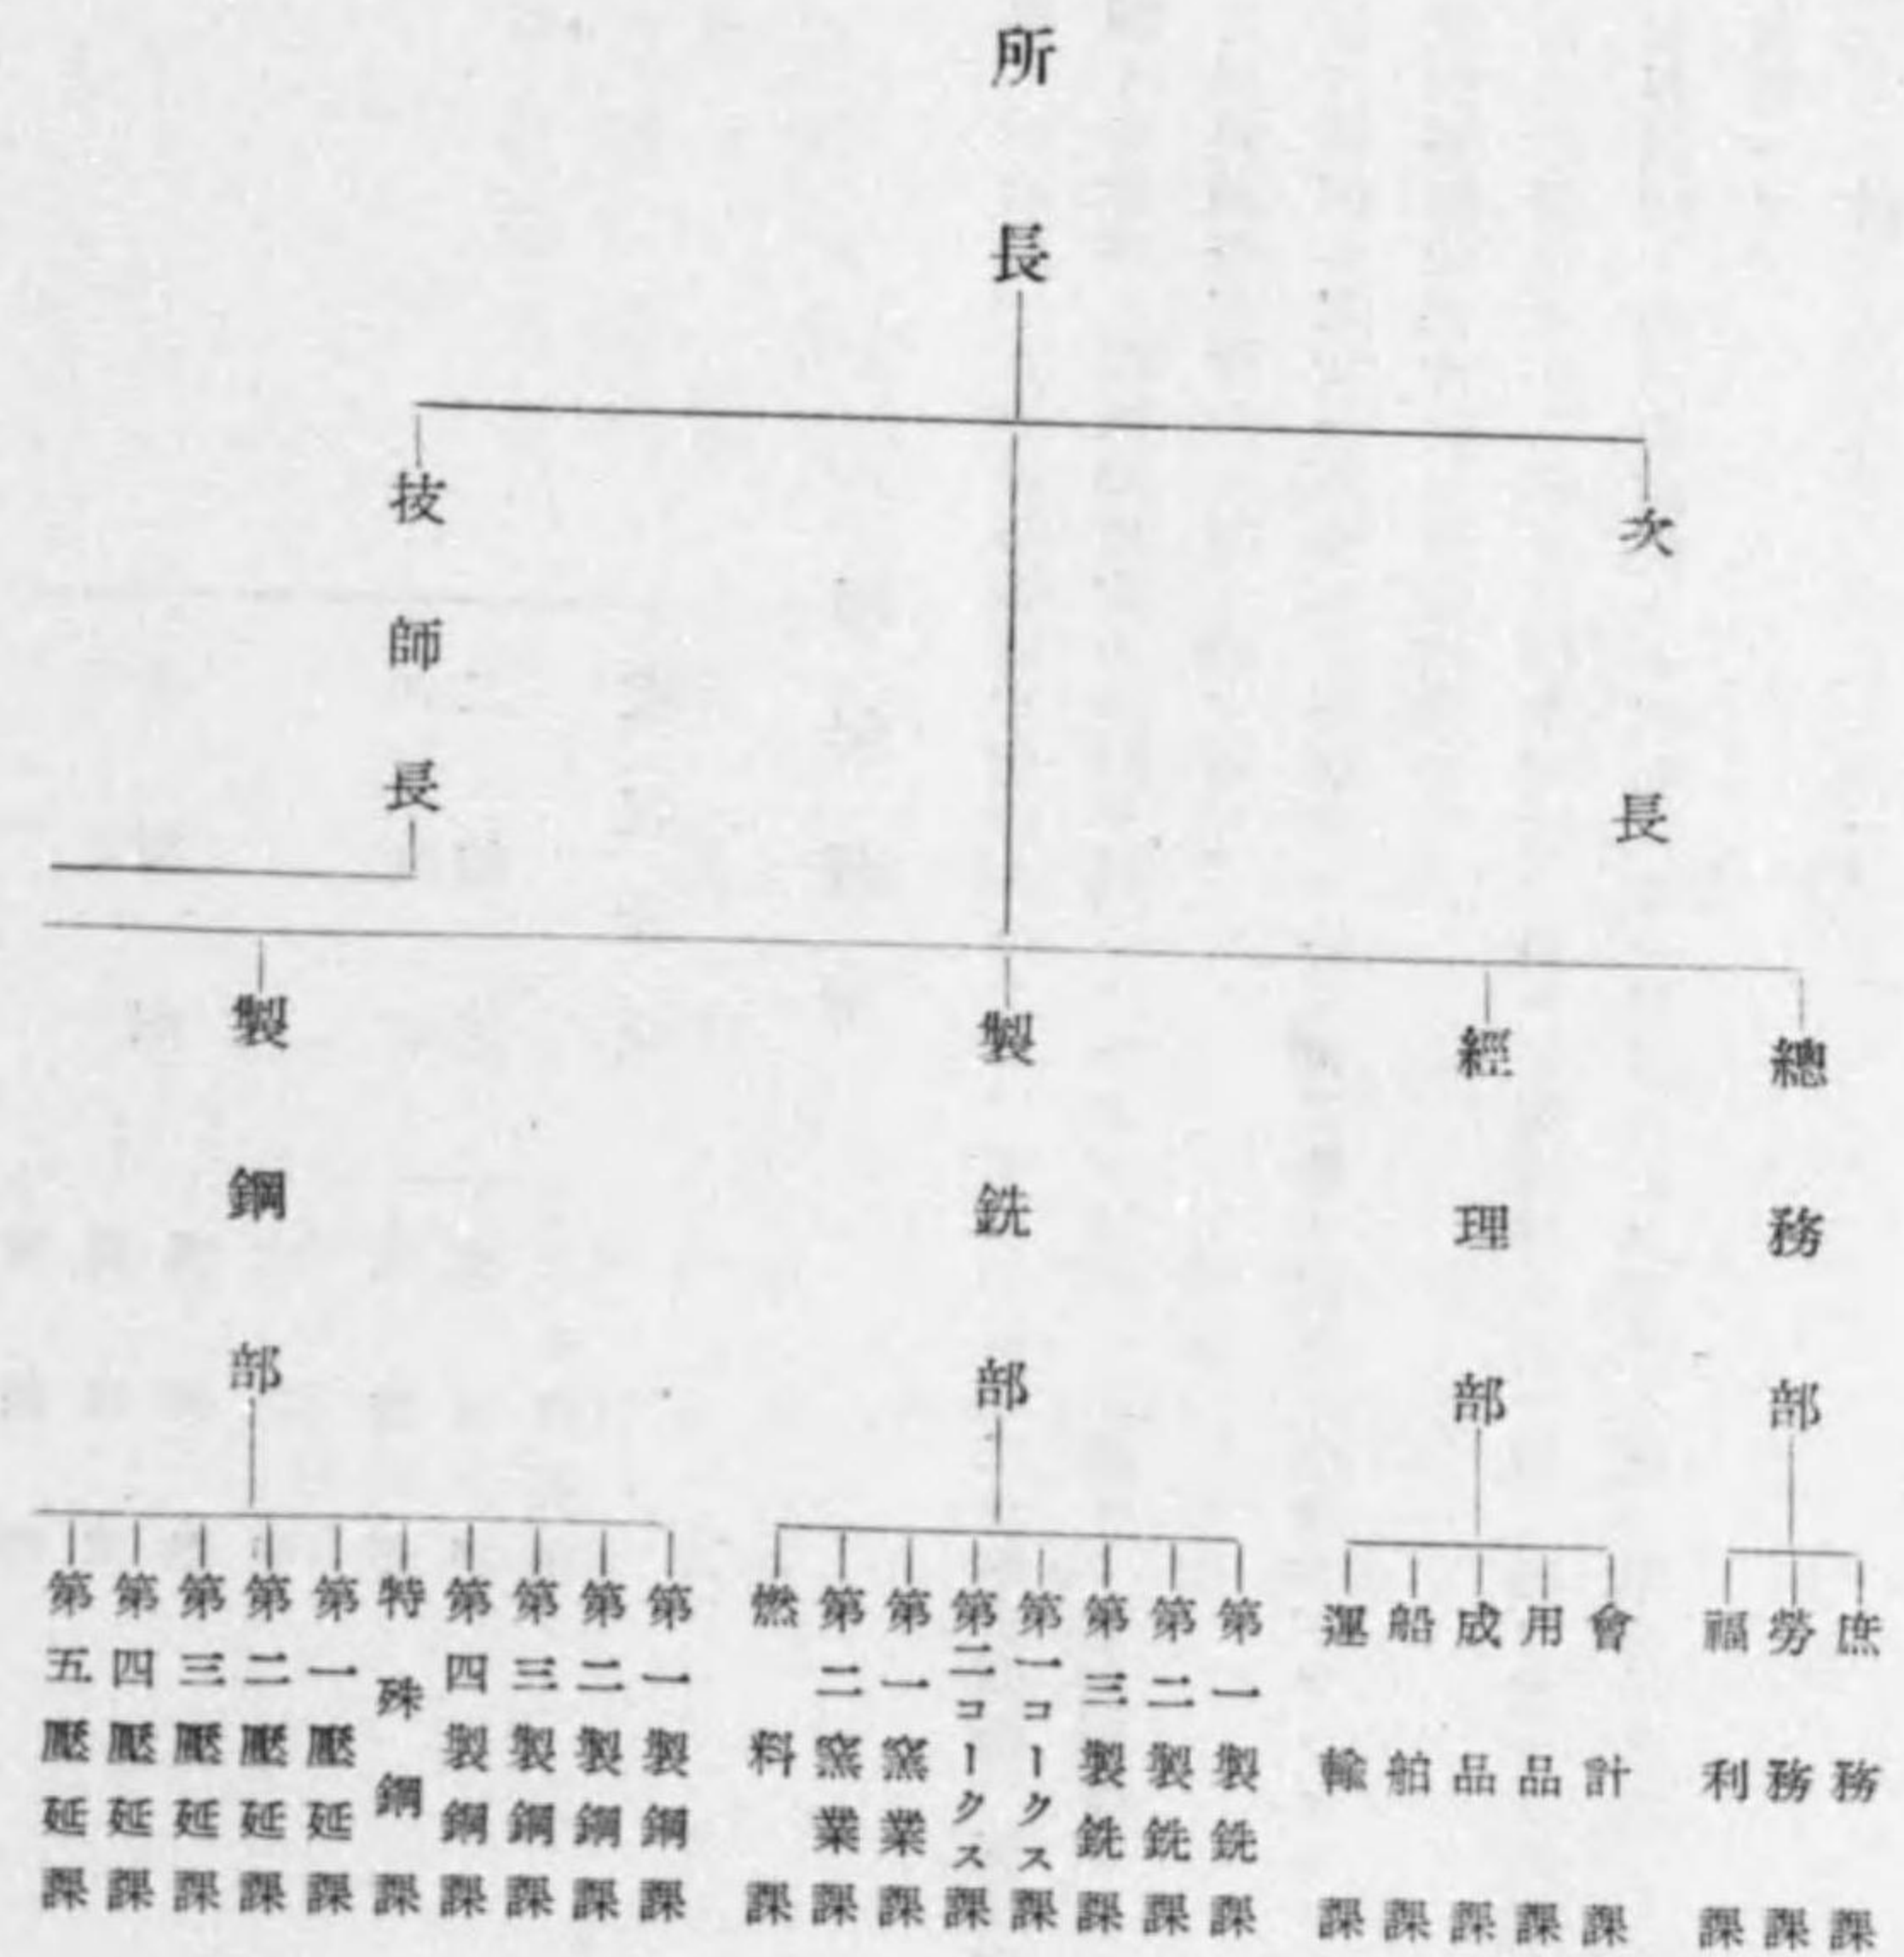 所長
次長
技師長
總務部
庶務課
勞務課
福利課
經理部
會計課
用品課
成品課
船舶課
運輸課
製銑部
第一製銑課
第二製銑課
第三製銑課
第一コークス課
第二コークス課
第一窯業課
第二窯業課
燃料課
製鋼部
第一製鋼課
第二製鋼課
第三製鋼課
第四製鋼課
特殊鋼課
第一壓延課
第二壓延課
第三壓延課
第四壓延課
第五壓延課